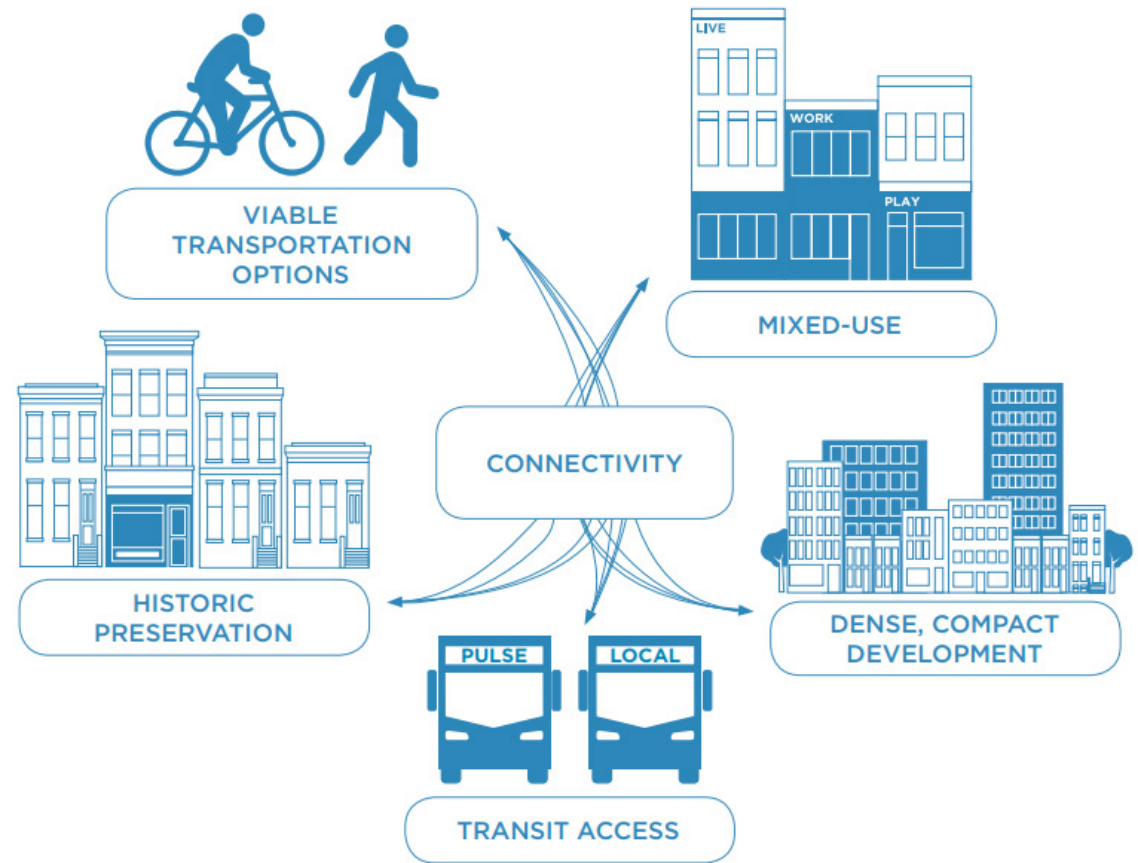 LIVE
WORK
PLAY
VIABLE
TRANSPORTATION
OPTIONS
MIXED-USE
CONNECTIVITY
HISTORIC
PRESERVATION
DENSE, COMPACT
DEVELOPMENT
PULSE
LOCAL
TRANSIT ACCESS